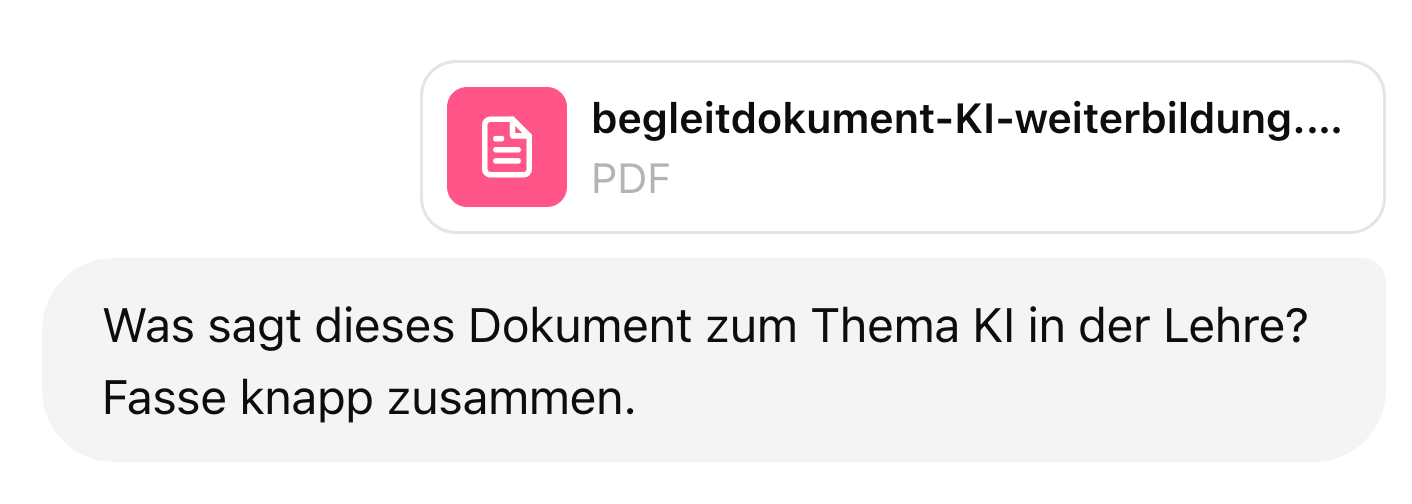 begleitdokument-KI-weiterbildung....
PDF
Was sagt dieses Dokument zum Thema KI in der Lehre?
Fasse knapp zusammen.